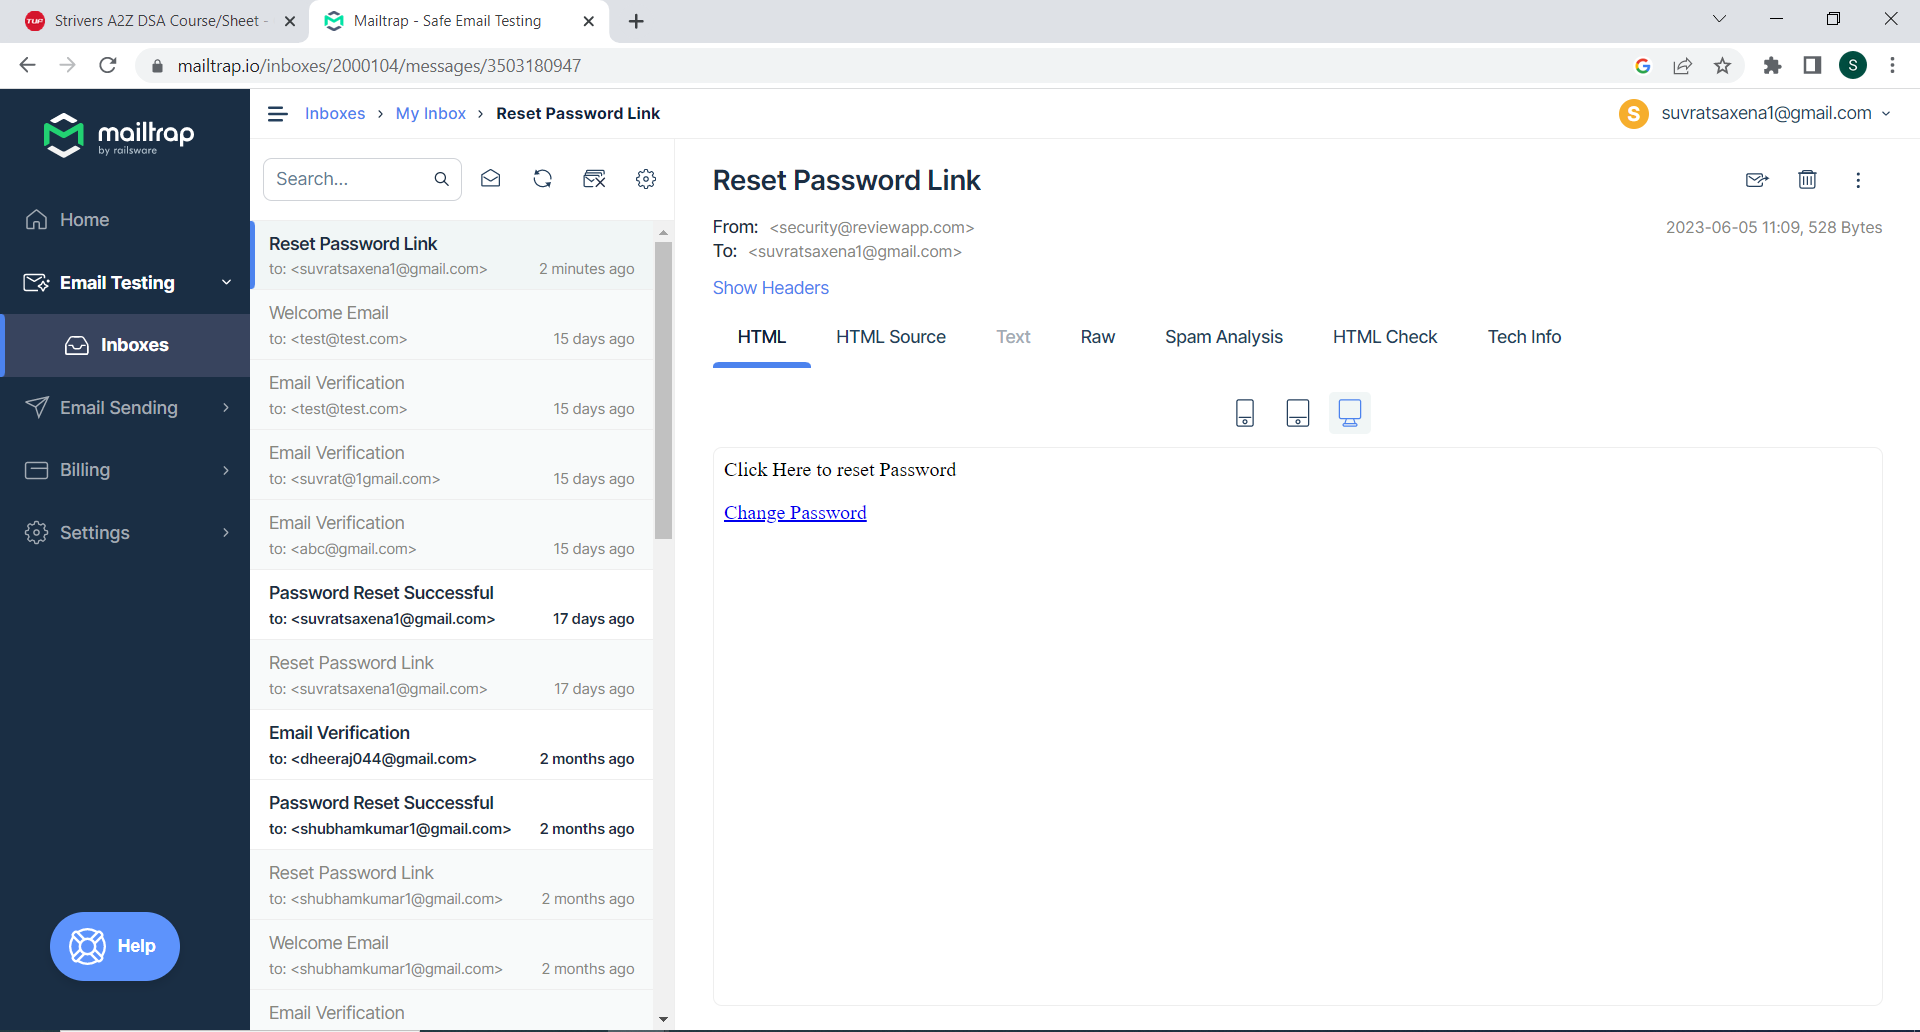 Strivers A2Z DSA Course/Sheet -
Mailtrap - Safe Email Testing
mailtrap.io/inboxes/2000104/messages/3503180947
S
mailtrap
by railsware
Home
Email Testing
Inboxes
Email Sending
Billing
Settings
Help
Inboxes › My Inbox › Reset Password Link
S suvratsaxena1@gmail.com
Search...
Reset Password Link
to: <suvratsaxena1@gmail.com> 2 minutes ago
Welcome Email
to: <test@test.com> 15 days ago
Email Verification
to: <test@test.com> 15 days ago
Email Verification
to: <suvrat@1gmail.com> 15 days ago
Email Verification
to: <abc@gmail.com> 15 days ago
Password Reset Successful
to: <suvratsaxena1@gmail.com> 17 days ago
Reset Password Link
to: <suvratsaxena1@gmail.com> 17 days ago
Email Verification
to: <dheeraj044@gmail.com> 2 months ago
Password Reset Successful
to: <shubhamkumar1@gmail.com> 2 months ago
Reset Password Link
to: <shubhamkumar1@gmail.com> 2 months ago
Welcome Email
to: <shubhamkumar1@gmail.com> 2 months ago
Email Verification
Reset Password Link
From: <security@reviewapp.com> 2023-06-05 11:09, 528 Bytes
To: <suvratsaxena1@gmail.com>
Show Headers
HTML HTML Source Text Raw Spam Analysis HTML Check Tech Info
Click Here to reset Password
Change Password